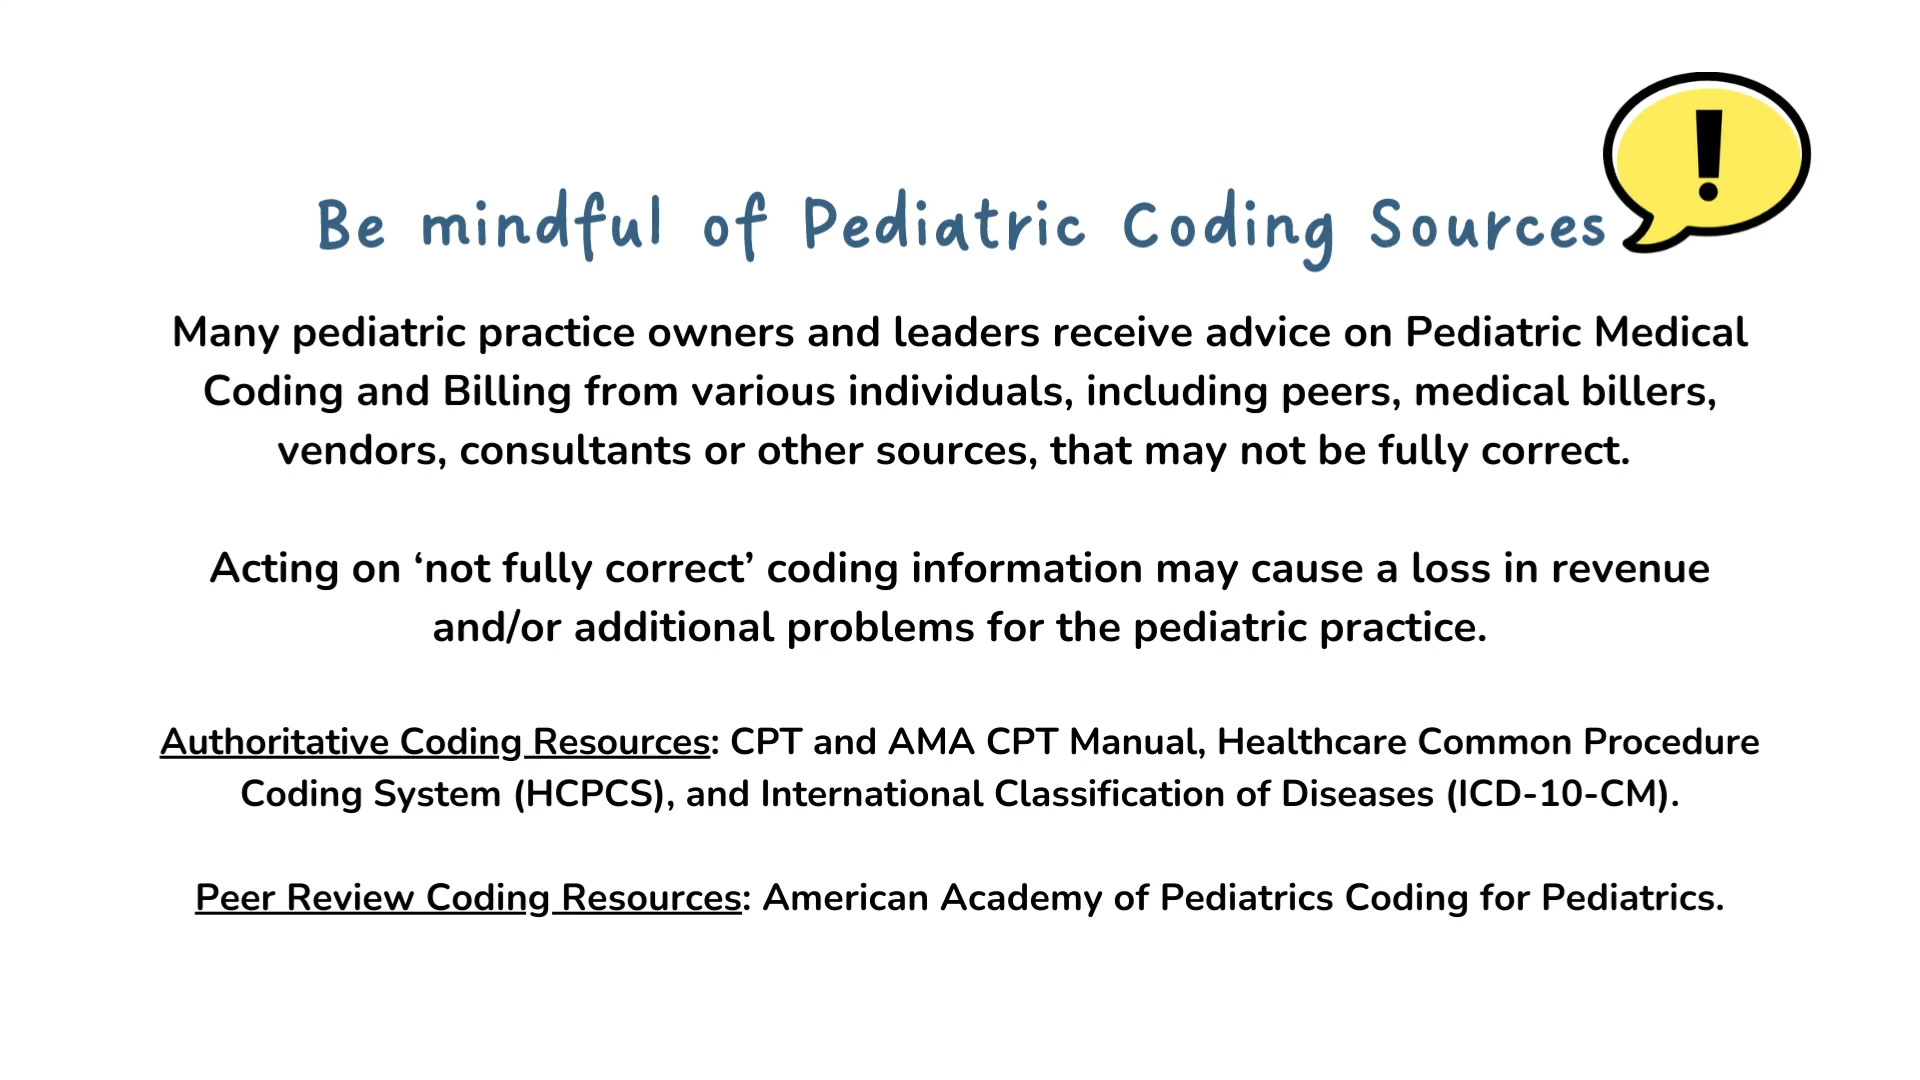 Be mindful of Pediatric Coding Sources
!
Many pediatric practice owners and leaders receive advice on Pediatric Medical
Coding and Billing from various individuals, including peers, medical billers,
vendors, consultants or other sources, that may not be fully correct.
Acting on ‘not fully correct’ coding information may cause a loss in revenue
and/or additional problems for the pediatric practice.
Authoritative Coding Resources: CPT and AMA CPT Manual, Healthcare Common Procedure
Coding System (HCPCS), and International Classification of Diseases (ICD-10-CM).
Peer Review Coding Resources: American Academy of Pediatrics Coding for Pediatrics.